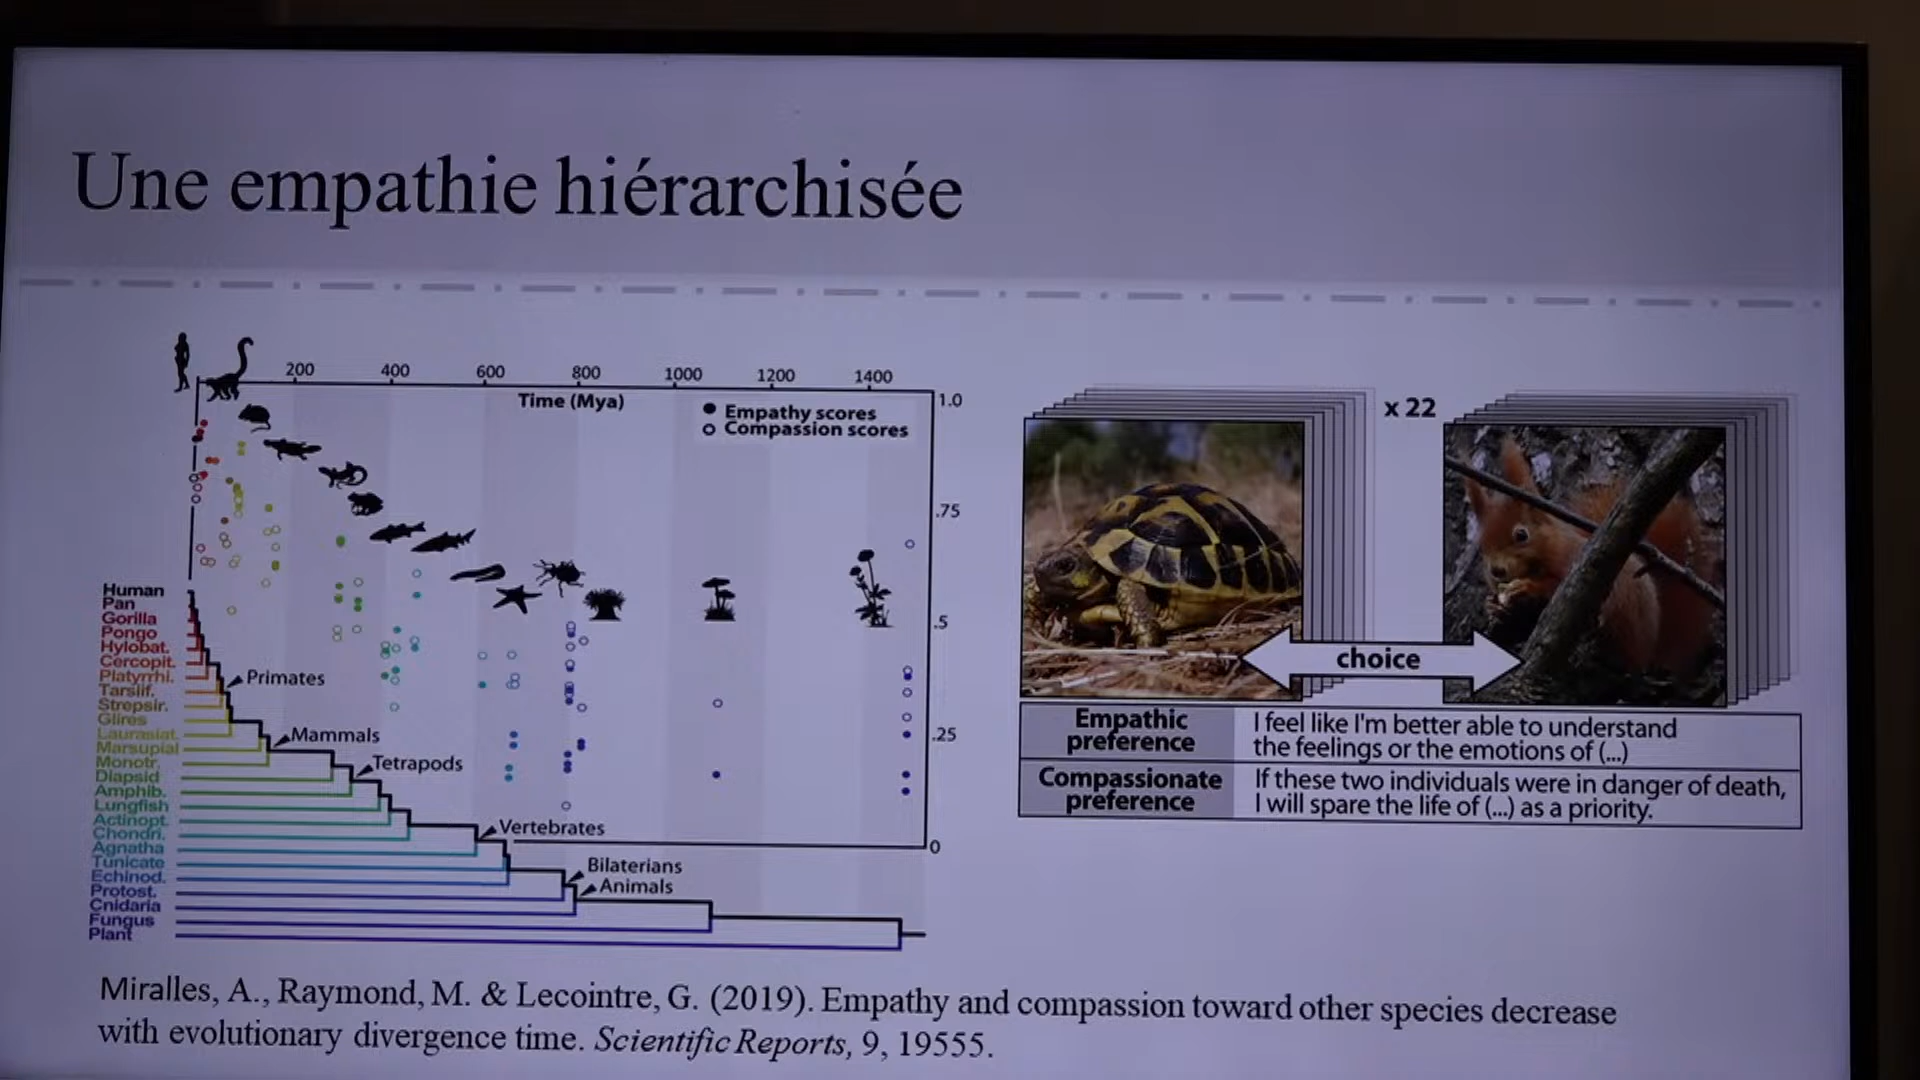 Une empathie hiérarchisée
200 400 600 800 1000 1200 1400
Time (Mya)
Empathy scores
Compassion scores
1.0
.75
.5
.25
0
Human
Pan
Gorilla
Pongo
Hylobat.
Cercopit.
Platyrrhi.
Tarsiif.
Strepsir.
Glires
Laurasiat.
Marsupial
Monotr.
Diapsid
Amphib.
Lungfish
Actinopt.
Chondri.
Agnatha
Tunicate
Echinod.
Protost.
Cnidaria
Fungus
Plant
Primates
Mammals
Tetrapods
Vertebrates
Bilaterians
Animals
x 22
choice
Empathic
preference
I feel like I'm better able to understand
the feelings or the emotions of (...)
Compassionate
preference
If these two individuals were in danger of death,
I will spare the life of (...) as a priority.
Miralles, A., Raymond, M. & Lecointre, G. (2019). Empathy and compassion toward other species decrease
with evolutionary divergence time. Scientific Reports, 9, 19555.